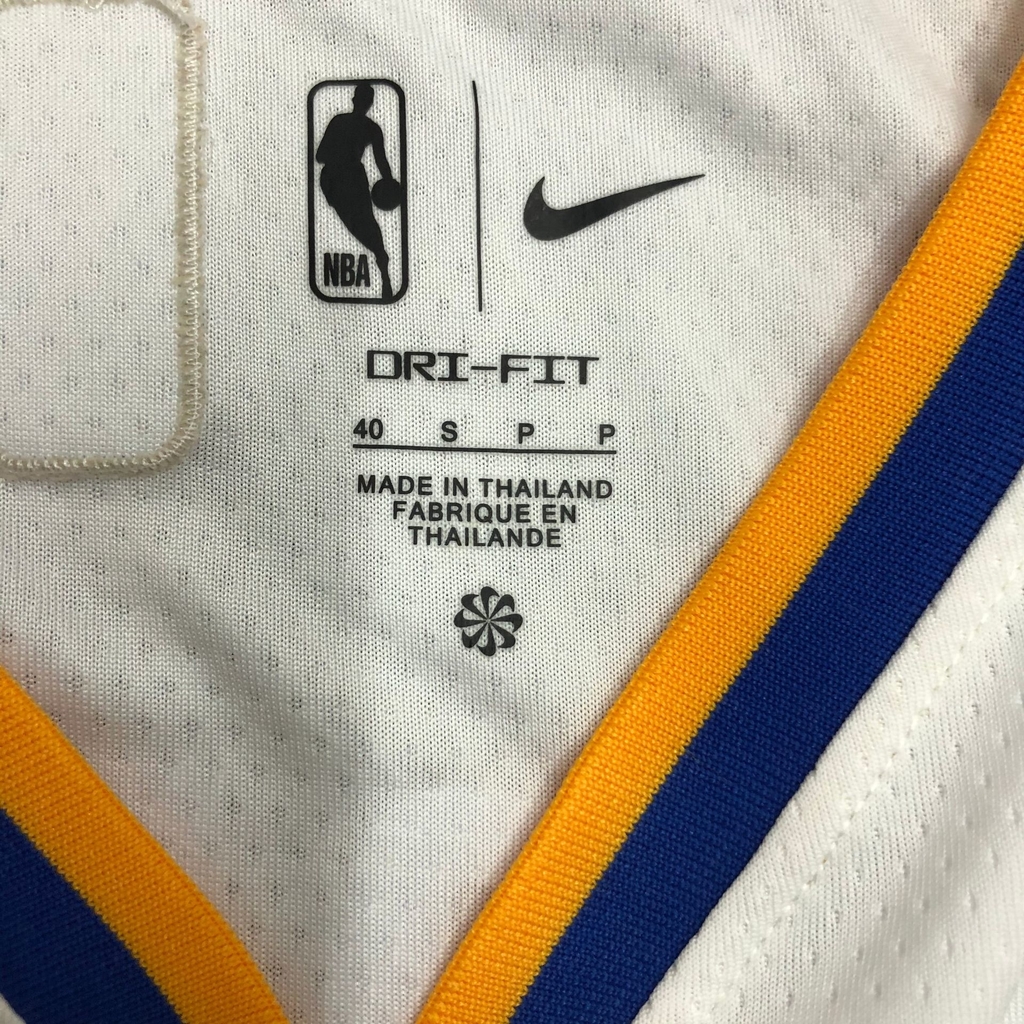 NBA
DRI-FIT
40 S P P
MADE IN THAILAND
FABRIQUE EN
THAILANDE